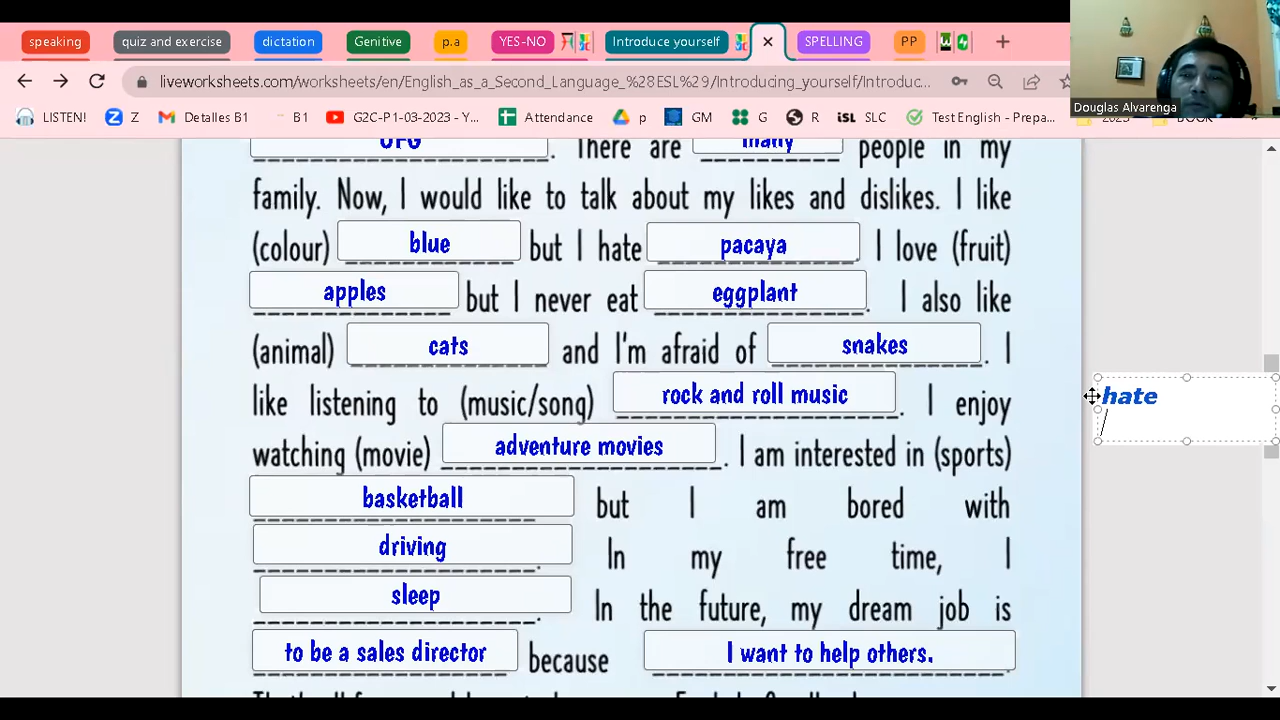 speaking quiz and exercise dictation Genitive p.a YES-NO Introduce yourself SPELLING PP
liveworksheets.com/worksheets/en/English_as_a_Second_Language_%28ESL%29/Introducing_yourself/Introduc...
LISTEN! Z Detalles B1 B1 G2C-P1-03-2023 - Y... Attendance p GM G R SLC Test English - Prepa...
Douglas Alvarenga
UFG . There are many people in my
family. Now, I would like to talk about my likes and dislikes. I like
(colour) blue but I hate pacaya . I love (fruit)
apples but I never eat eggplant . I also like
(animal) cats and I'm afraid of snakes . I
like listening to (music/song) rock and roll music . I enjoy
watching (movie) adventure movies . I am interested in (sports)
basketball but I am bored with
driving . In my free time, I
sleep . In the future, my dream job is
to be a sales director because I want to help others. .
hate
/